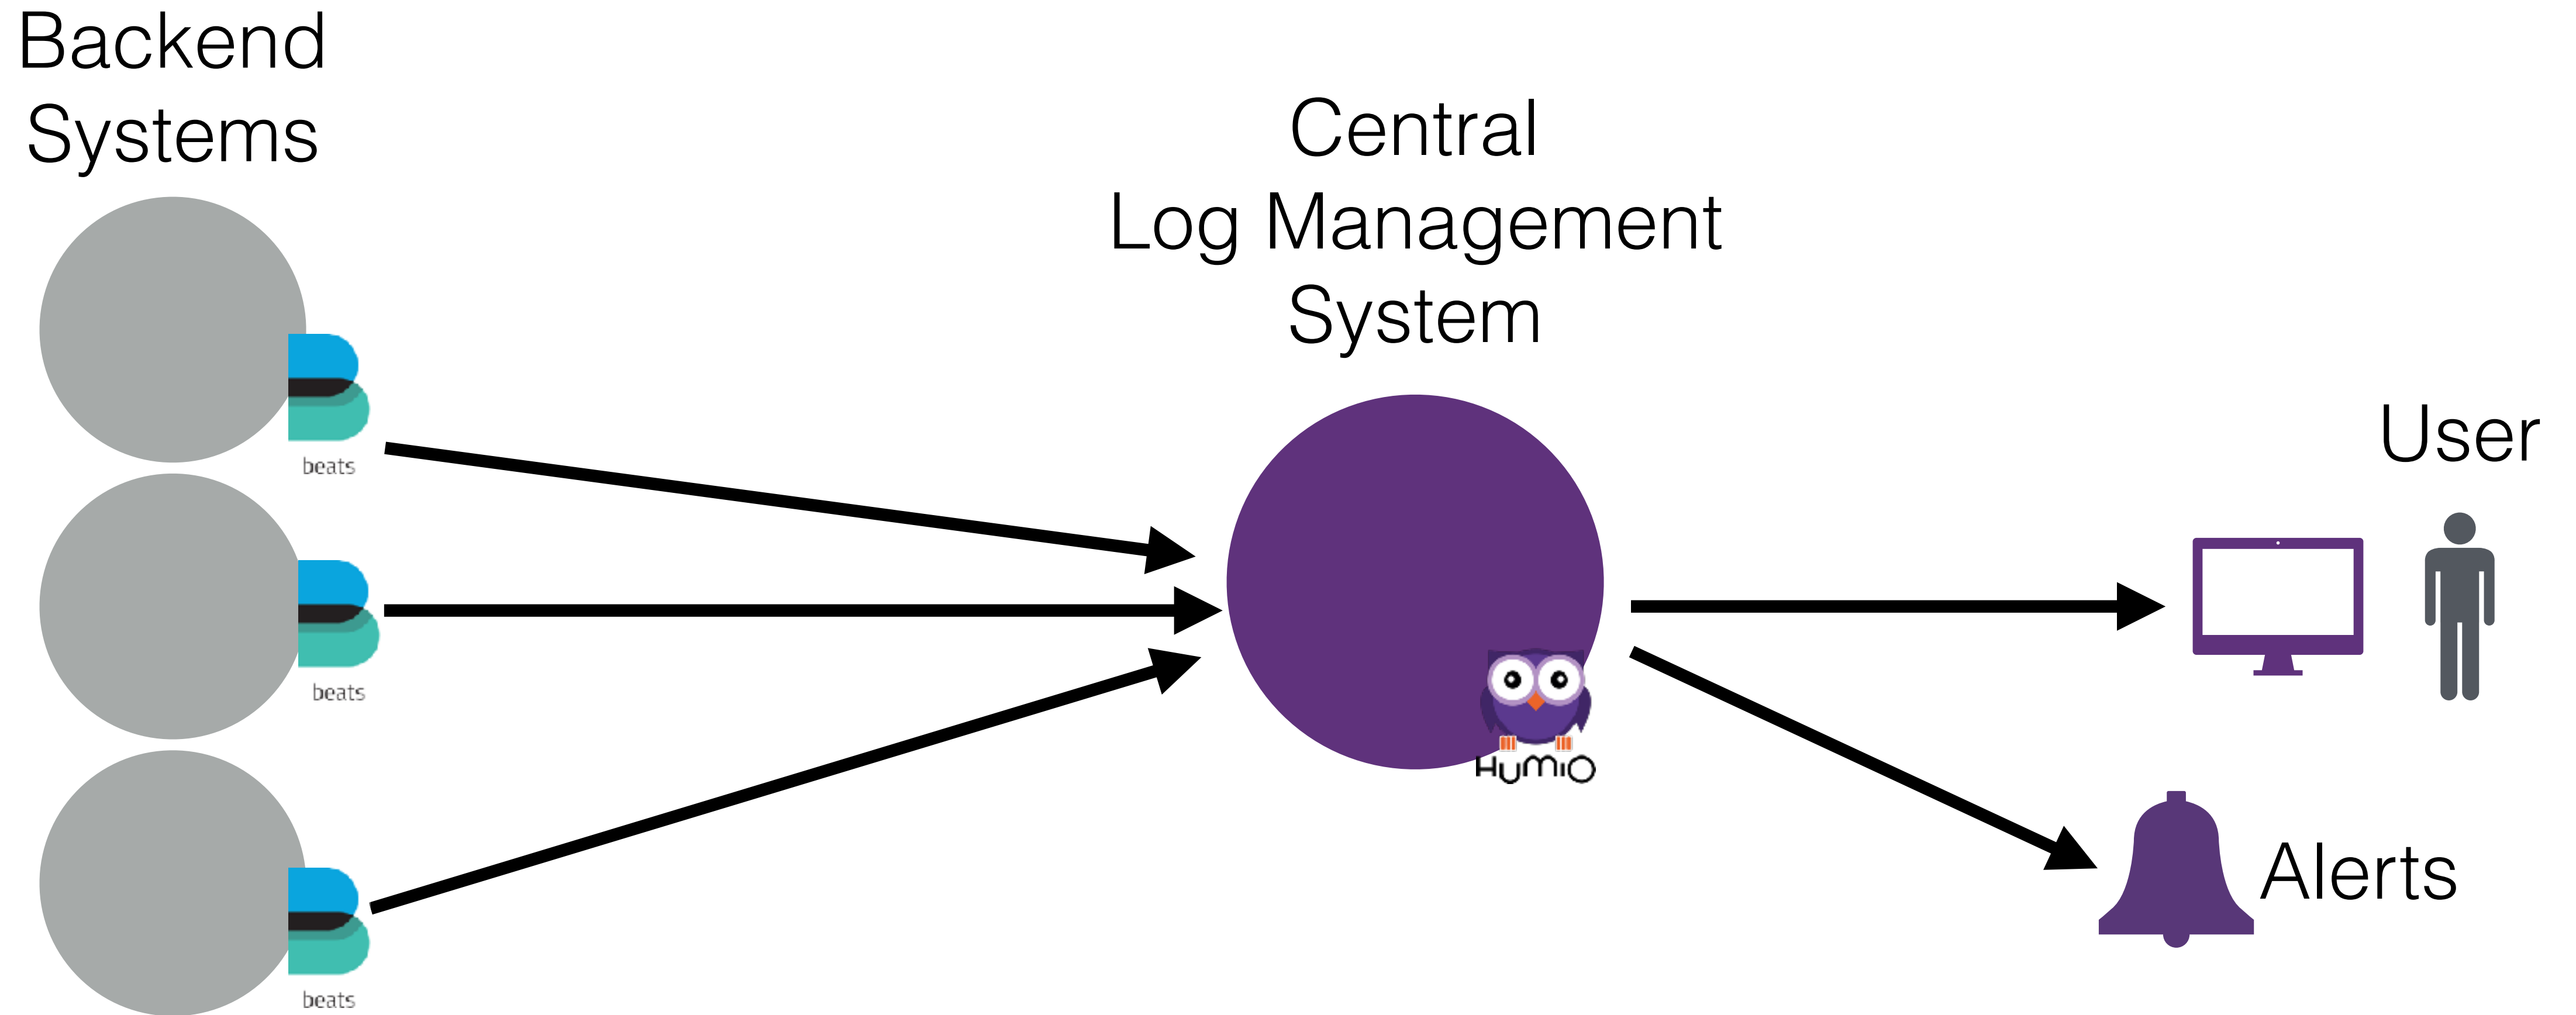 Backend
Systems
Central
Log Management
System
User
beats
beats
HUMIO
Alerts
beats